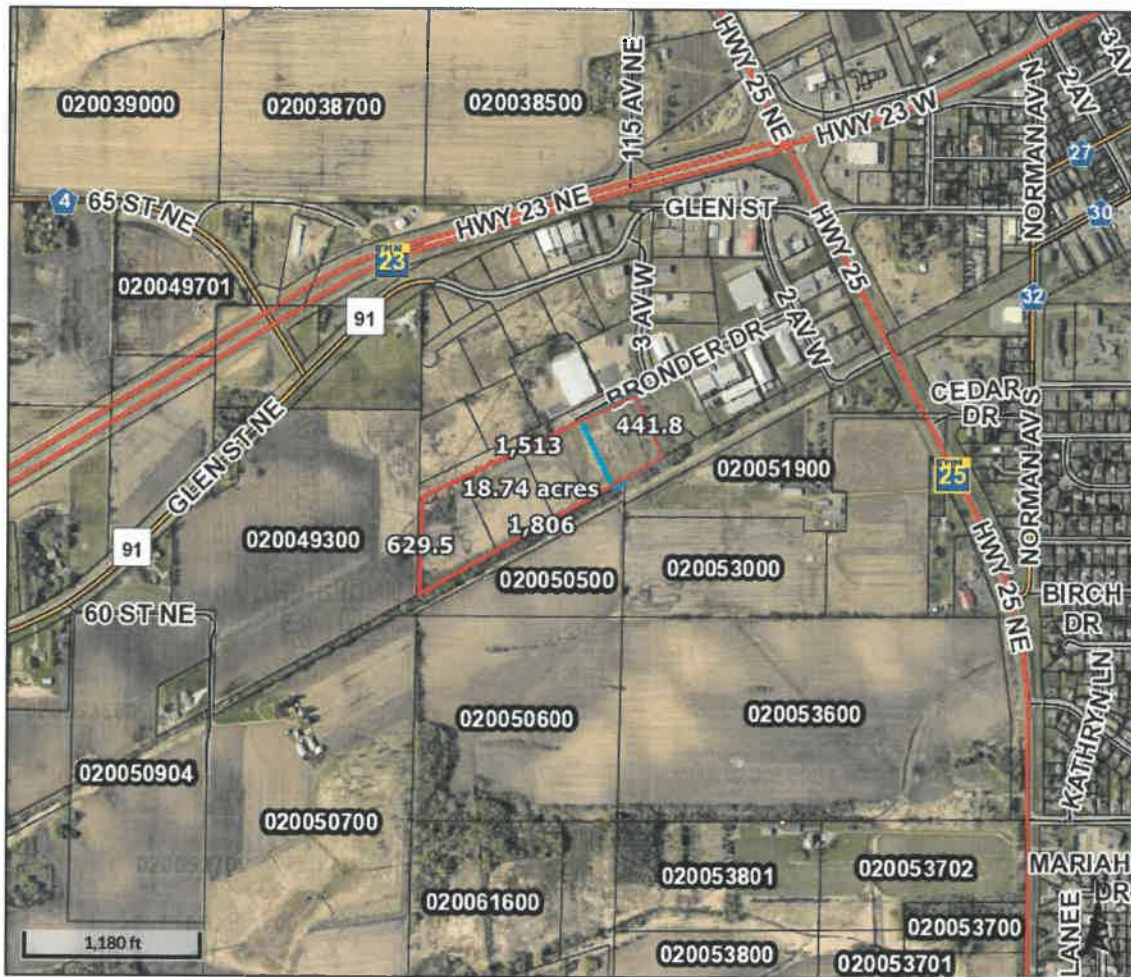 HWY 25 NE
3 AV
115 AV NE
2 AV
020039000
020038700
020038500
HWY 23 W
NORMAN AV N
27
4
65 ST NE
HWY 23 NE
GLEN ST
30
HWY 25
23
020049701
32
91
3 AV W
2 AV W
BRONDER DR
CEDAR DR
GLEN ST NE
1,513
441.8
18.74 acres
020051900
25
NORMAN AV S
91
020049300
629.5
1,806
020050500
020053000
HWY 25 NE
60 ST NE
BIRCH DR
020050600
020053600
KATHRYN LN
020050904
020050700
020053801
020053702
MARIAH DR
020061600
020053700
1,180 ft
020053800
020053701
LANEE